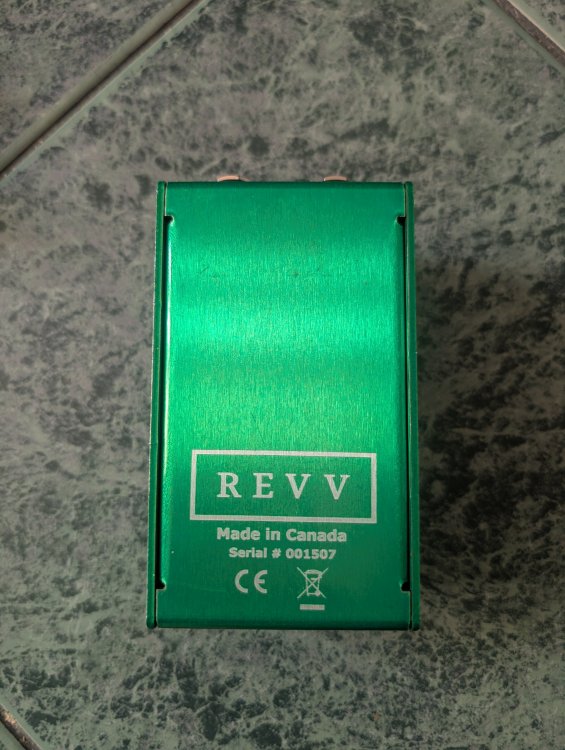 REVV
Made in Canada
Serial # 001507
CE